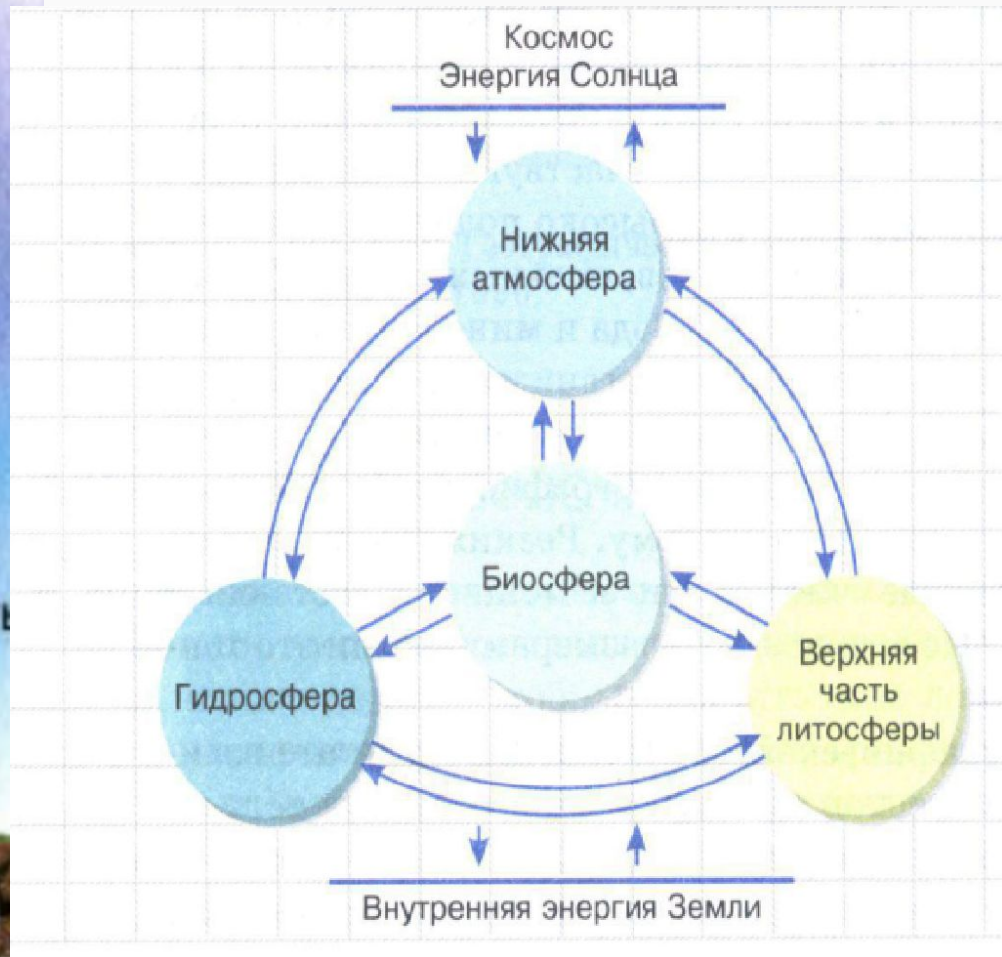 Космос
Энергия Солнца
Нижняя
атмосфера
Биосфера
Гидросфера
Верхняя
часть
литосферы
Внутренняя энергия Земли